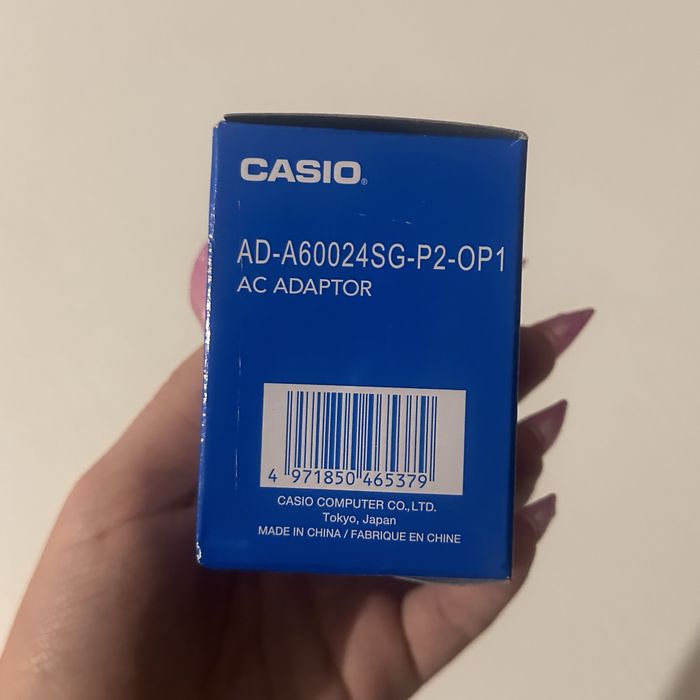 CASIO®
AD-A60024SG-P2-OP1
AC ADAPTOR
4 971850 465379
CASIO COMPUTER CO.,LTD.
Tokyo, Japan
MADE IN CHINA / FABRIQUE EN CHINE